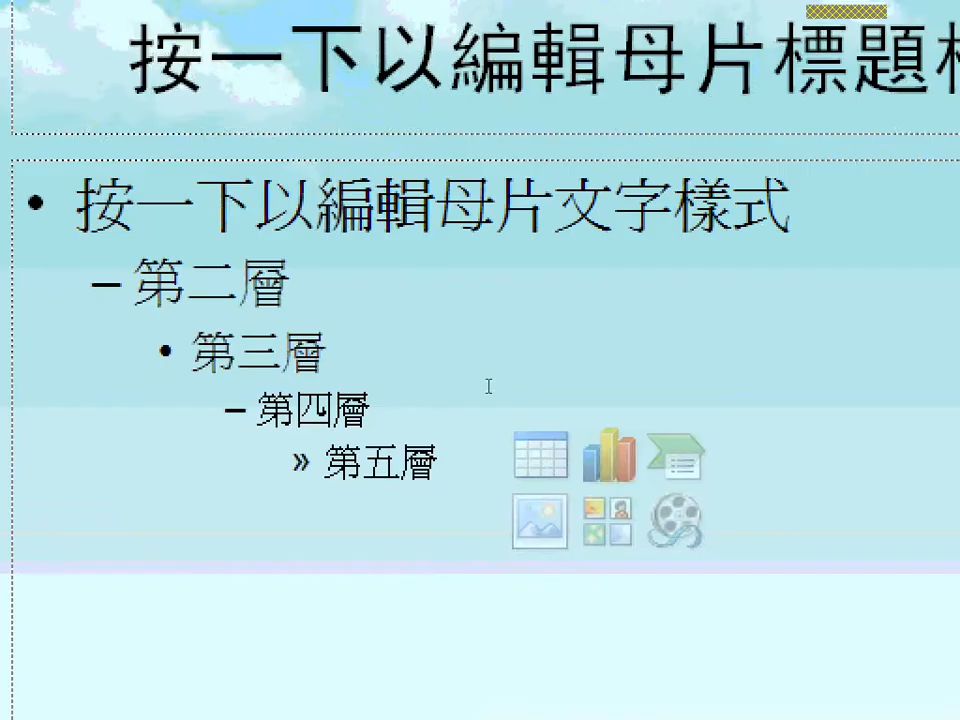 按一下以編輯母片標題
• 按一下以編輯母片文字樣式
– 第二層
• 第三層
– 第四層
» 第五層